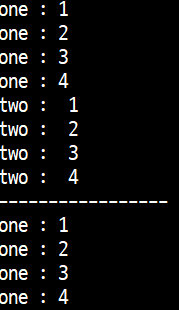 one : 1
one : 2
one : 3
one : 4
two :  1
two :  2
two :  3
two :  4
-----------------
one : 1
one : 2
one : 3
one : 4